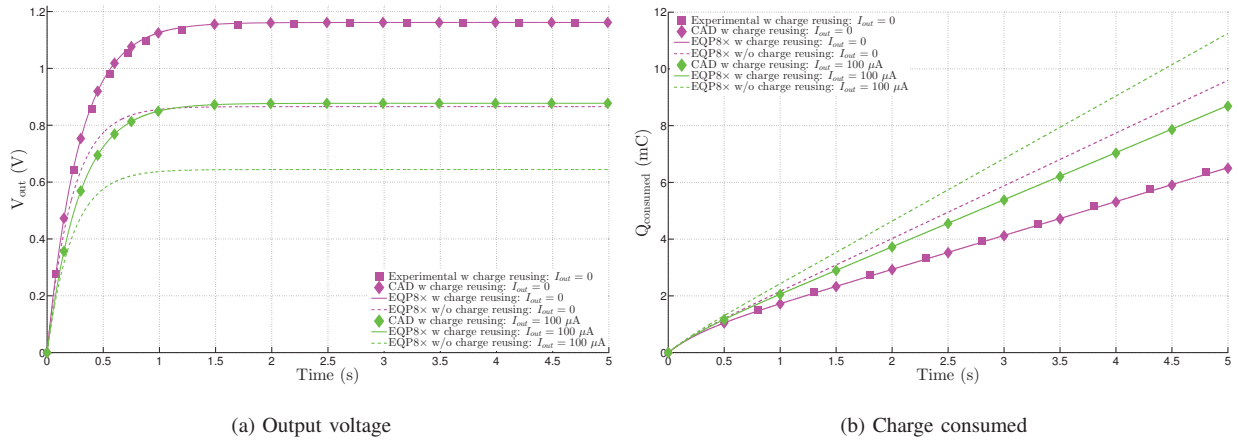 1.2
1
0.8
0.6
0.4
0.2
0
V_out (V)
0 0.5 1 1.5 2 2.5 3 3.5 4 4.5 5
Time (s)
Experimental w charge reusing: I_out = 0
CAD w charge reusing: I_out = 0
EQP8× w charge reusing: I_out = 0
EQP8× w/o charge reusing: I_out = 0
CAD w charge reusing: I_out = 100 μA
EQP8× w charge reusing: I_out = 100 μA
EQP8× w/o charge reusing: I_out = 100 μA
(a) Output voltage
12
10
8
6
4
2
0
Q_consumed (mC)
0 0.5 1 1.5 2 2.5 3 3.5 4 4.5 5
Time (s)
Experimental w charge reusing: I_out = 0
CAD w charge reusing: I_out = 0
EQP8× w charge reusing: I_out = 0
EQP8× w/o charge reusing: I_out = 0
CAD w charge reusing: I_out = 100 μA
EQP8× w charge reusing: I_out = 100 μA
EQP8× w/o charge reusing: I_out = 100 μA
(b) Charge consumed